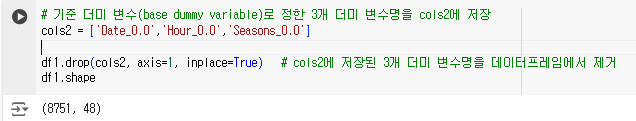 # 기준 더미 변수(base dummy variable)로 정한 3개 더미 변수명을 cols2에 저장
cols2 = ['Date_0.0','Hour_0.0','Seasons_0.0']
df1.drop(cols2, axis=1, inplace=True)   # cols2에 저장된 3개 더미 변수명을 데이터프레임에서 제거
df1.shape
(8751, 48)